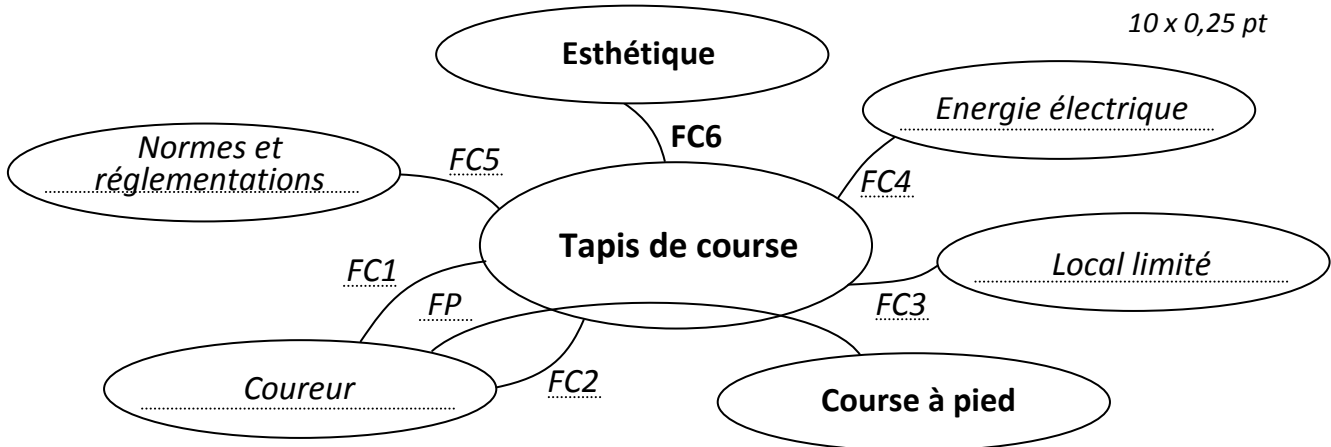 10 x 0,25 pt
Esthétique
Energie électrique
FC6
Normes et
réglementations
FC5
FC4
Tapis de course
Local limité
FC1
FP
FC3
Coureur
FC2
Course à pied